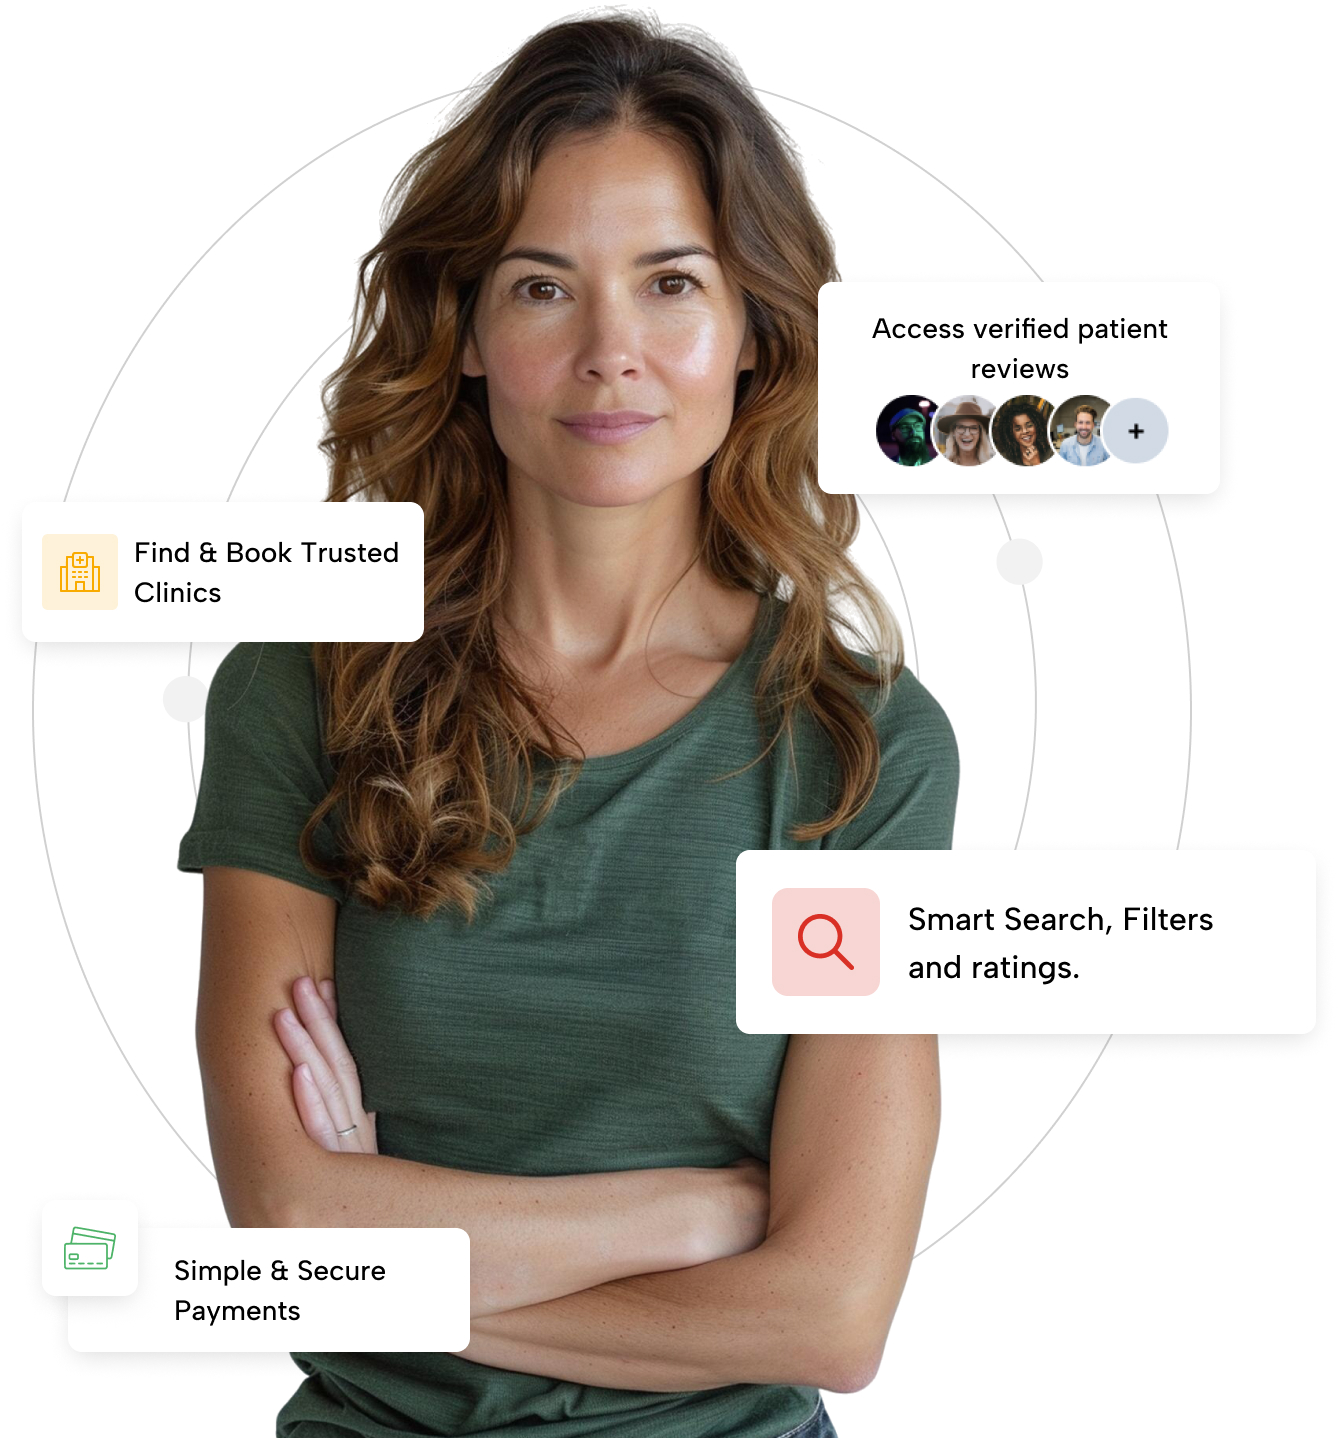 Access verified patient
reviews
+
Find & Book Trusted
Clinics
Smart Search, Filters
and ratings.
Simple & Secure
Payments